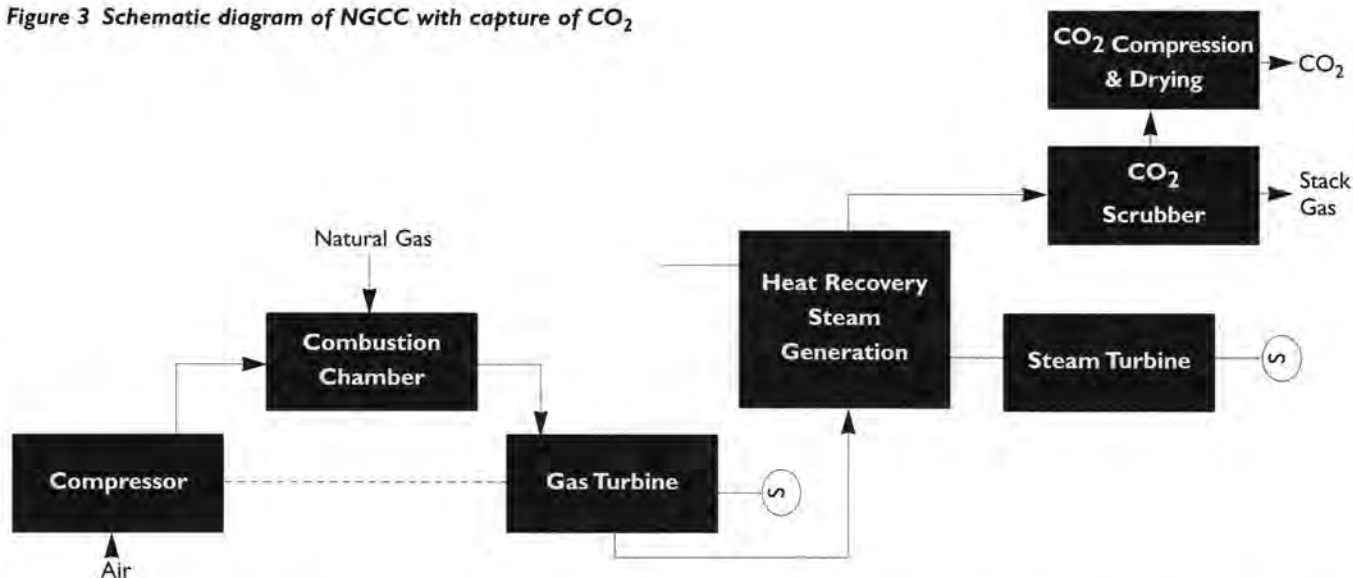 Figure 3 Schematic diagram of NGCC with capture of CO2
CO2 Compression
& Drying
CO2
CO2
Scrubber
Stack
Gas
Natural Gas
Heat Recovery
Steam
Generation
Combustion
Chamber
Steam Turbine
S
Compressor
Gas Turbine
S
Air